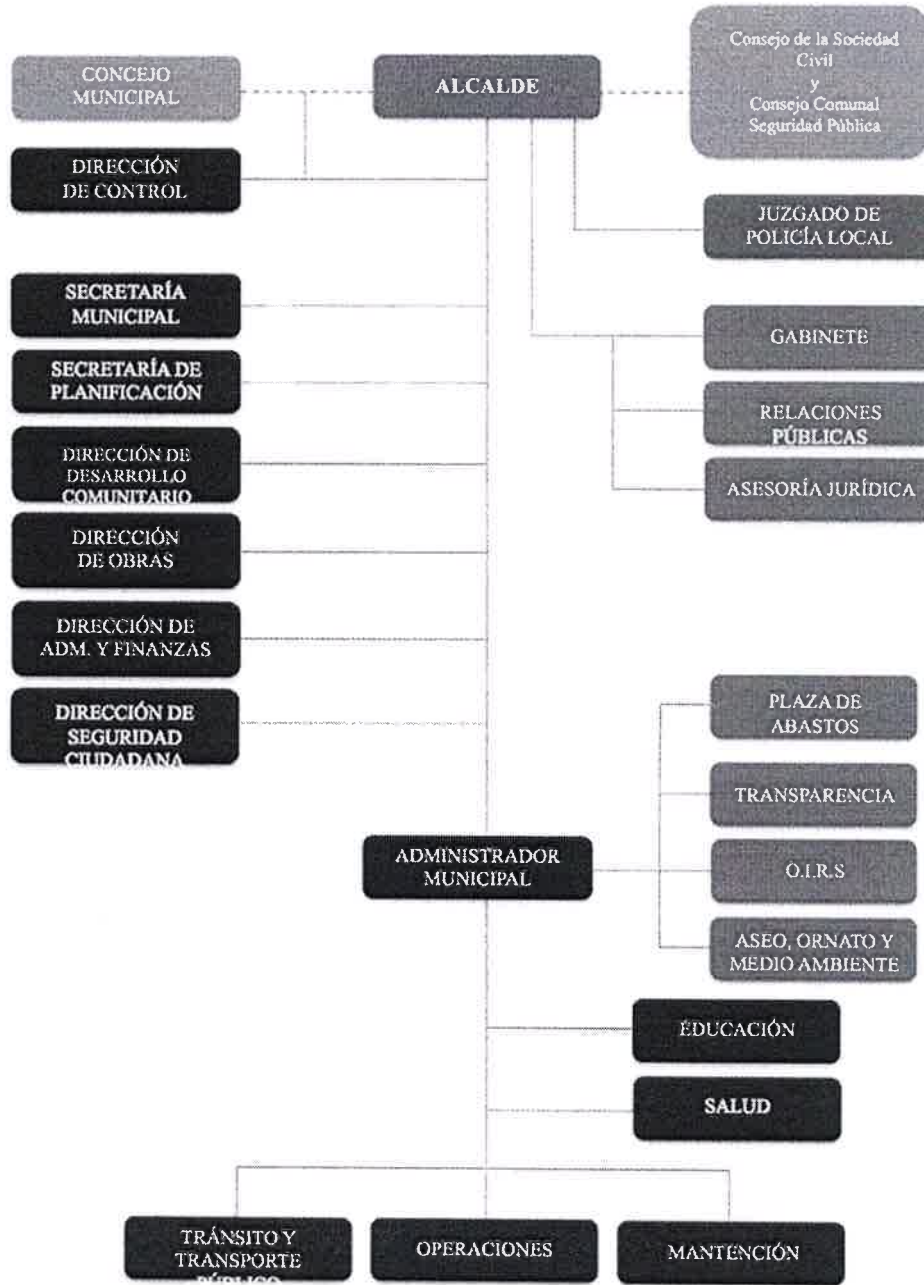 CONCEJO
MUNICIPAL
ALCALDE
Consejo de la Sociedad
Civil
y
Consejo Comunal
Seguridad Pública
DIRECCIÓN
DE CONTROL
JUZGADO DE
POLICÍA LOCAL
SECRETARÍA
MUNICIPAL
GABINETE
SECRETARÍA DE
PLANIFICACIÓN
RELACIONES
PÚBLICAS
DIRECCIÓN DE
DESARROLLO
COMUNITARIO
ASESORÍA JURÍDICA
DIRECCIÓN
DE OBRAS
DIRECCIÓN DE
ADM. Y FINANZAS
DIRECCIÓN DE
SEGURIDAD
CIUDADANA
PLAZA DE
ABASTOS
TRANSPARENCIA
ADMINISTRADOR
MUNICIPAL
O.I.R.S
ASEO, ORNATO Y
MEDIO AMBIENTE
EDUCACIÓN
SALUD
TRÁNSITO Y
TRANSPORTE
PÚBLICO
OPERACIONES
MANTENCIÓN